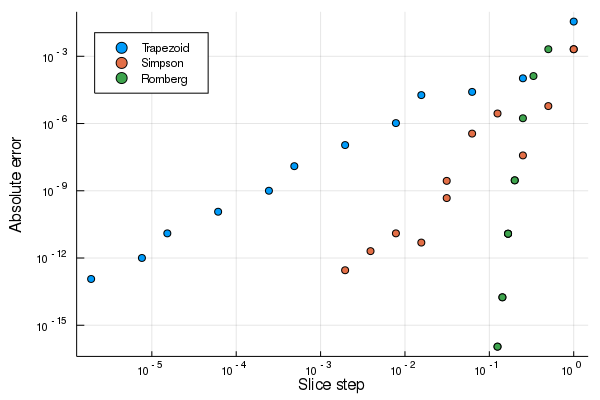 Trapezoid
Simpson
Romberg
Absolute error
10 - 3
10 - 6
10 - 9
10 - 12
10 - 15
10 - 5
10 - 4
10 - 3
10 - 2
10 - 1
10 0
Slice step